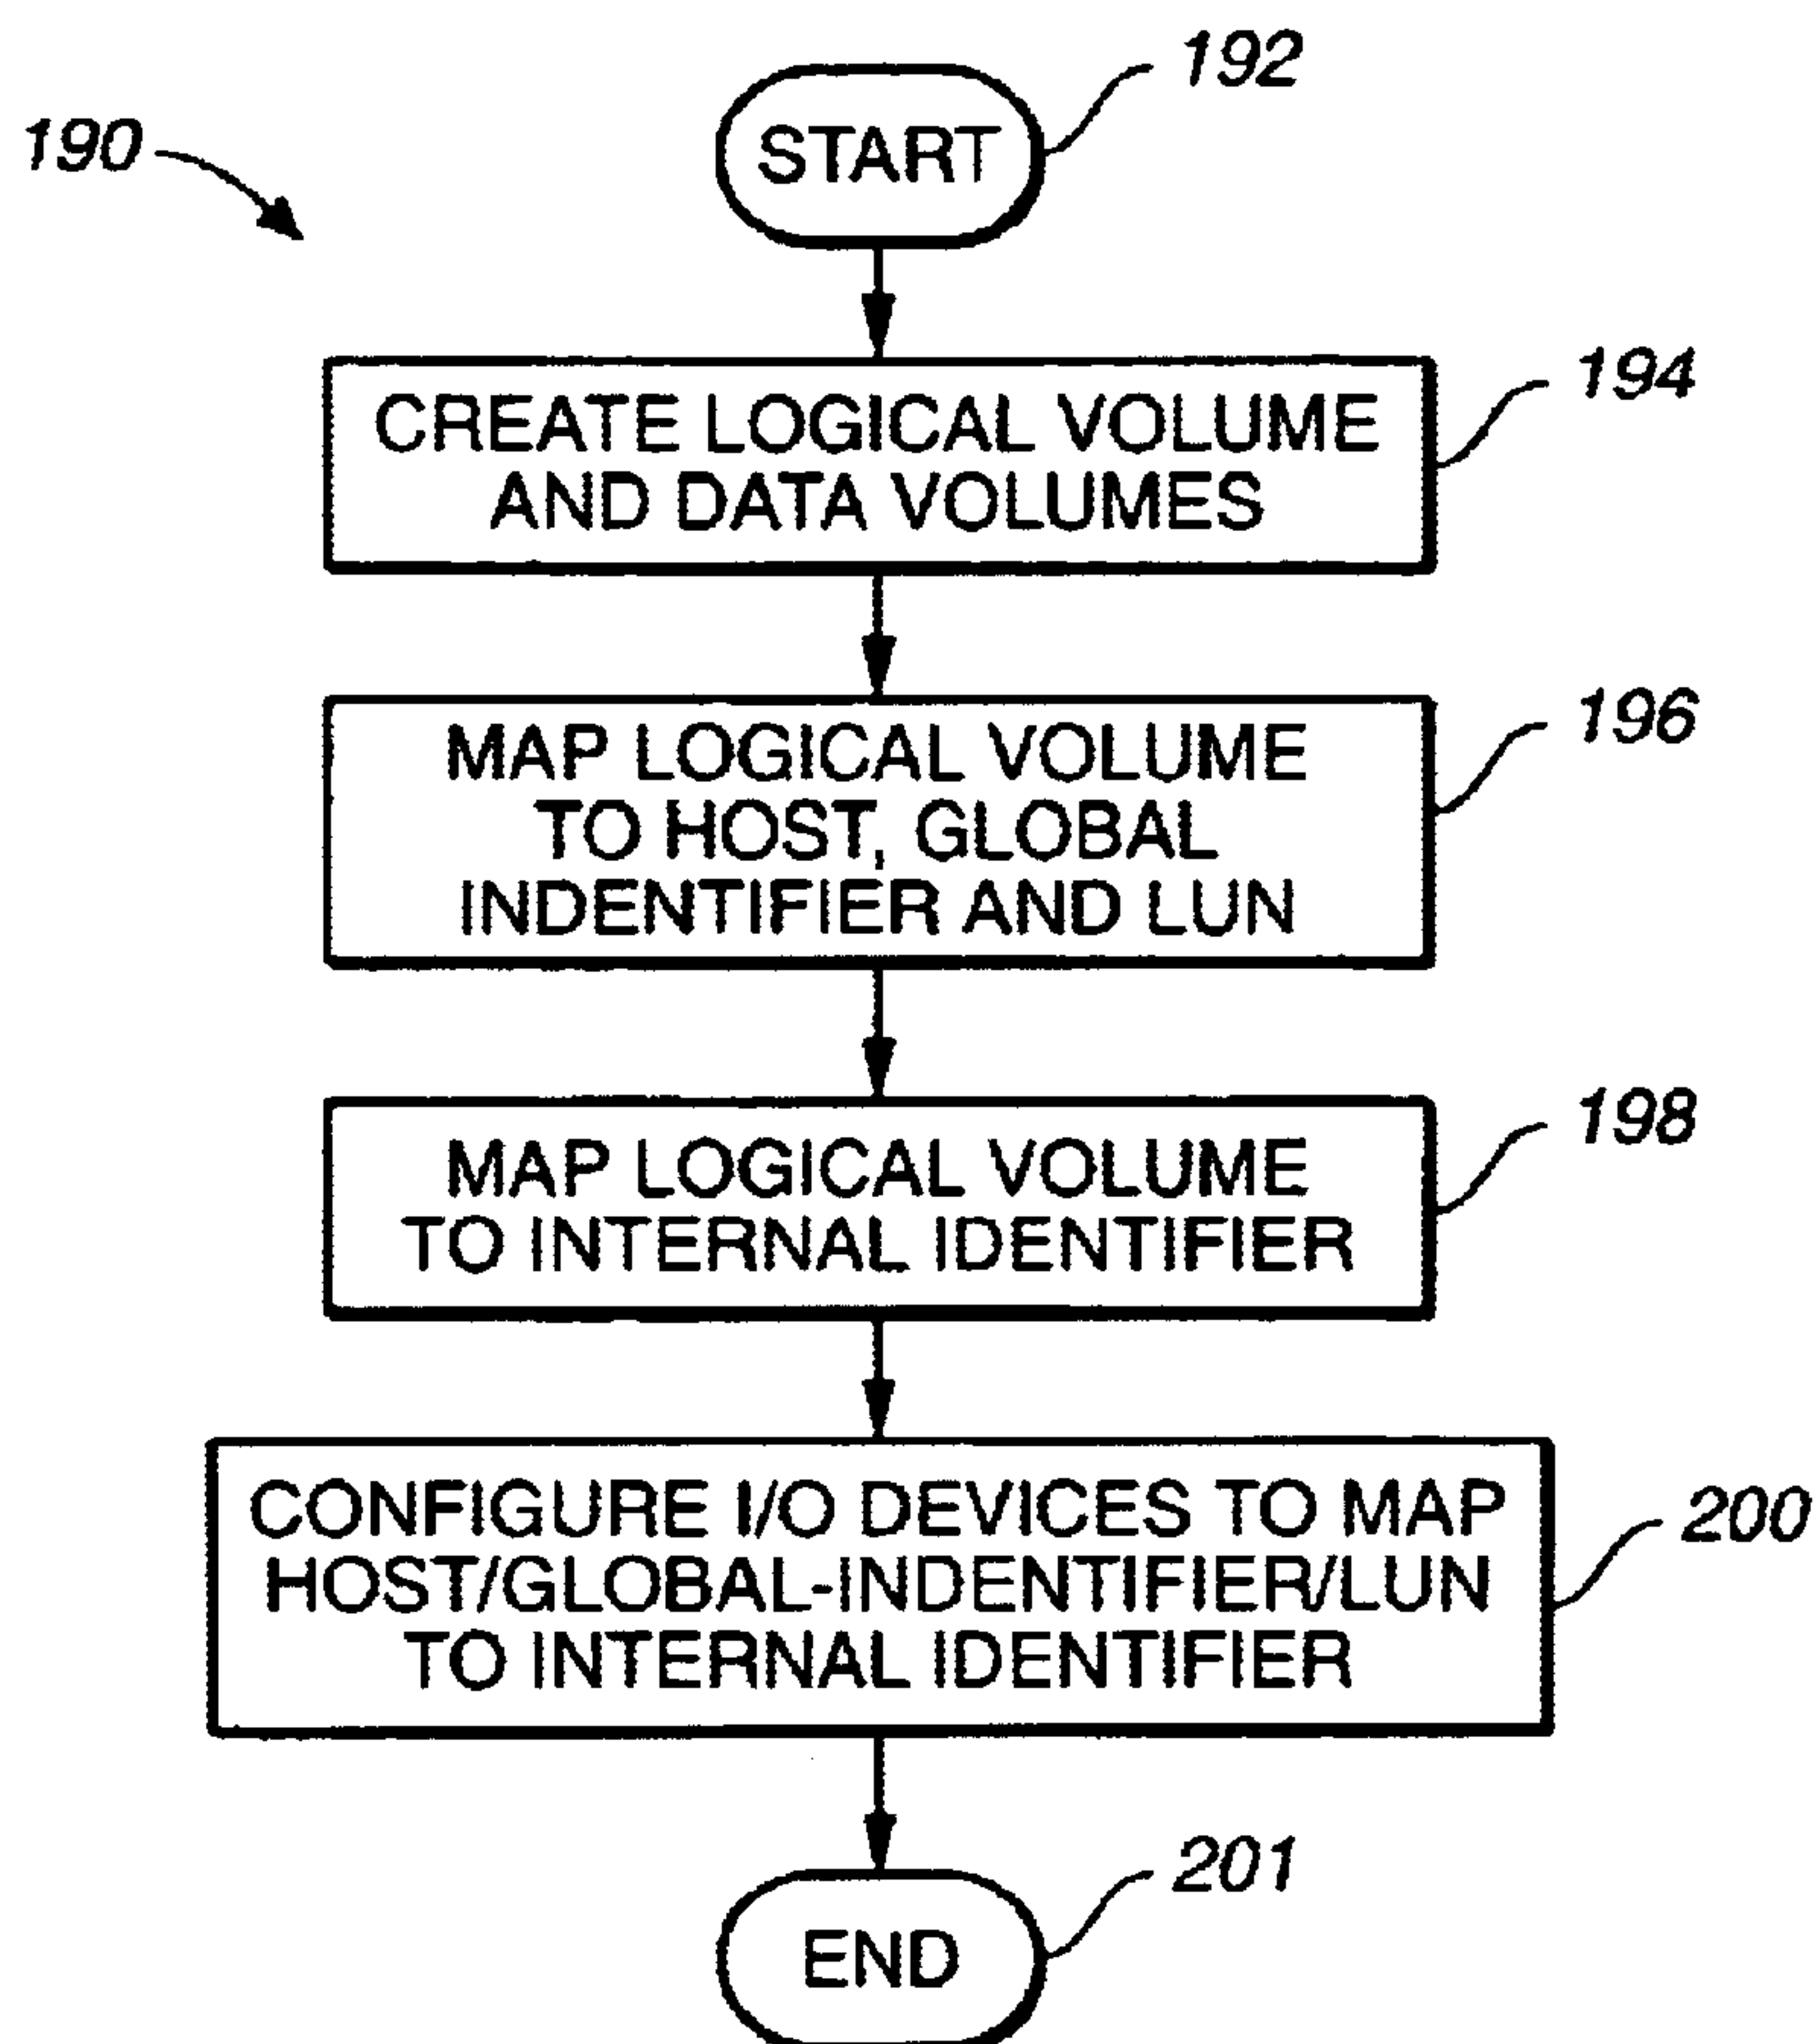 192
190
START
194
CREATE LOGICAL VOLUME
AND DATA VOLUMES
196
MAP LOGICAL VOLUME
TO HOST, GLOBAL
INDENTIFIER AND LUN
198
MAP LOGICAL VOLUME
TO INTERNAL IDENTIFIER
200
CONFIGURE I/O DEVICES TO MAP
HOST/GLOBAL-INDENTIFIER/LUN
TO INTERNAL IDENTIFIER
201
END